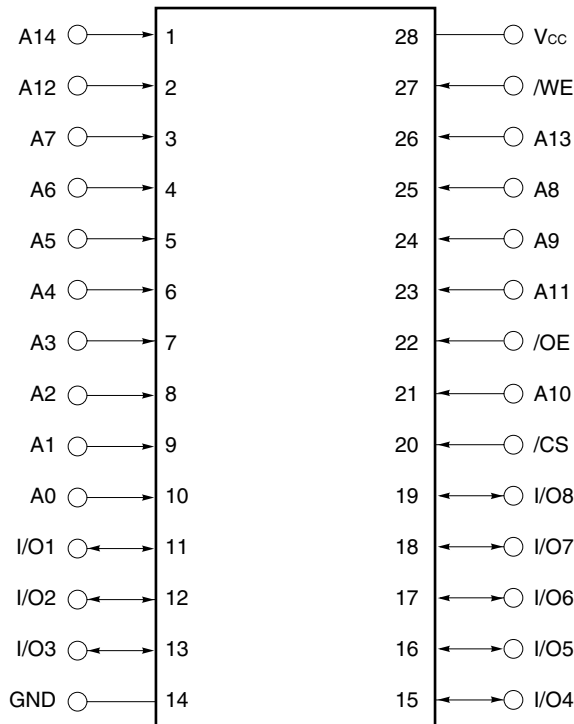 A14 1 28 Vcc
A12 2 27 /WE
A7 3 26 A13
A6 4 25 A8
A5 5 24 A9
A4 6 23 A11
A3 7 22 /OE
A2 8 21 A10
A1 9 20 /CS
A0 10 19 I/O8
I/O1 11 18 I/O7
I/O2 12 17 I/O6
I/O3 13 16 I/O5
GND 14 15 I/O4